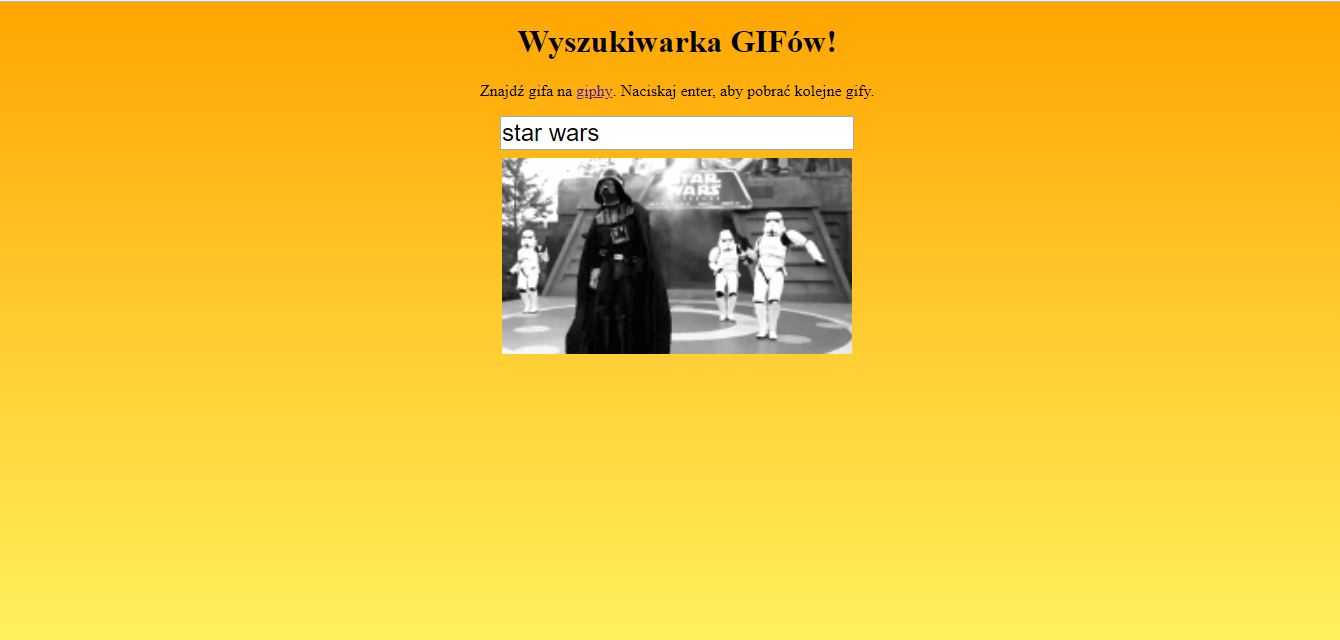 Wyszukiwarka GIFów!
Znajdź gifa na giphy. Naciskaj enter, aby pobrać kolejne gify.
star wars
STAR
WARS